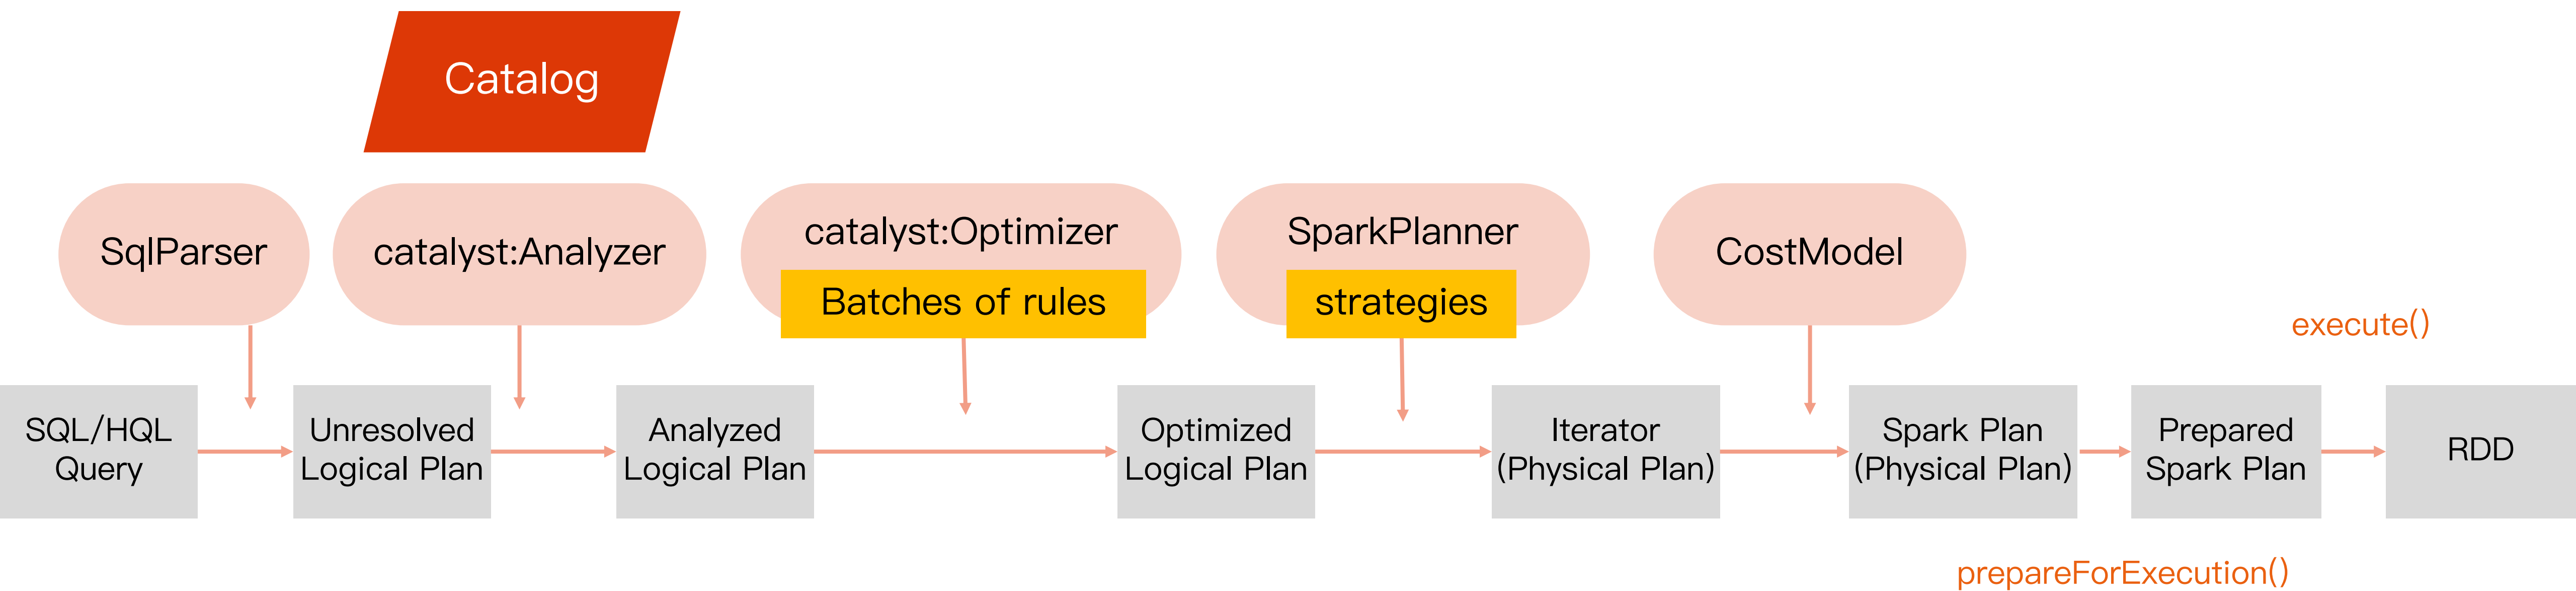 Catalog
SqlParser
catalyst:Analyzer
catalyst:Optimizer
Batches of rules
SparkPlanner
strategies
CostModel
execute()
SQL/HQL
Query
Unresolved
Logical Plan
Analyzed
Logical Plan
Optimized
Logical Plan
Iterator
(Physical Plan)
Spark Plan
(Physical Plan)
Prepared
Spark Plan
RDD
prepareForExecution()